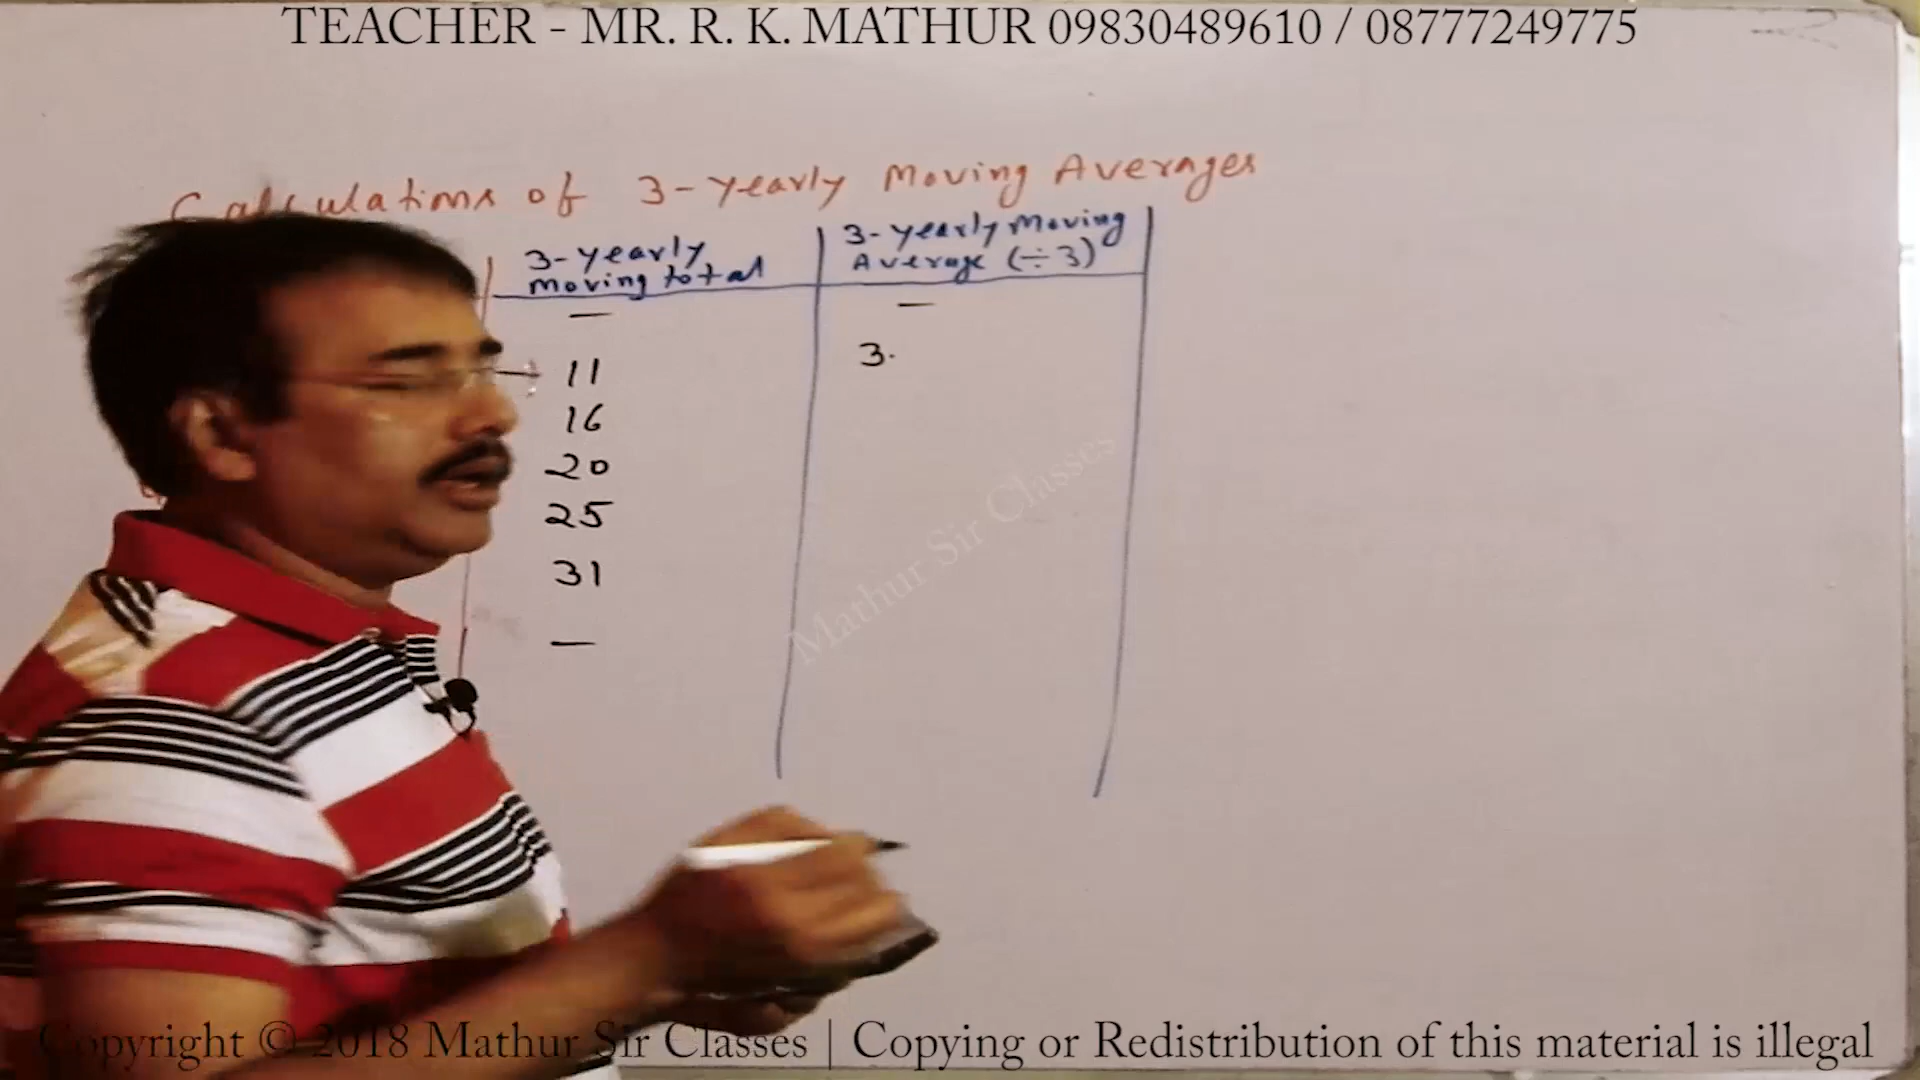 TEACHER - MR. R. K. MATHUR 09830489610 / 08777249775
Calculations of 3-yearly Moving Averages
3-yearly
moving total
3-yearly Moving
Average (÷3)
—
—
11
3.
16
20
25
31
—
Mathur Sir Classes
Copyright © 2018 Mathur Sir Classes | Copying or Redistribution of this material is illegal